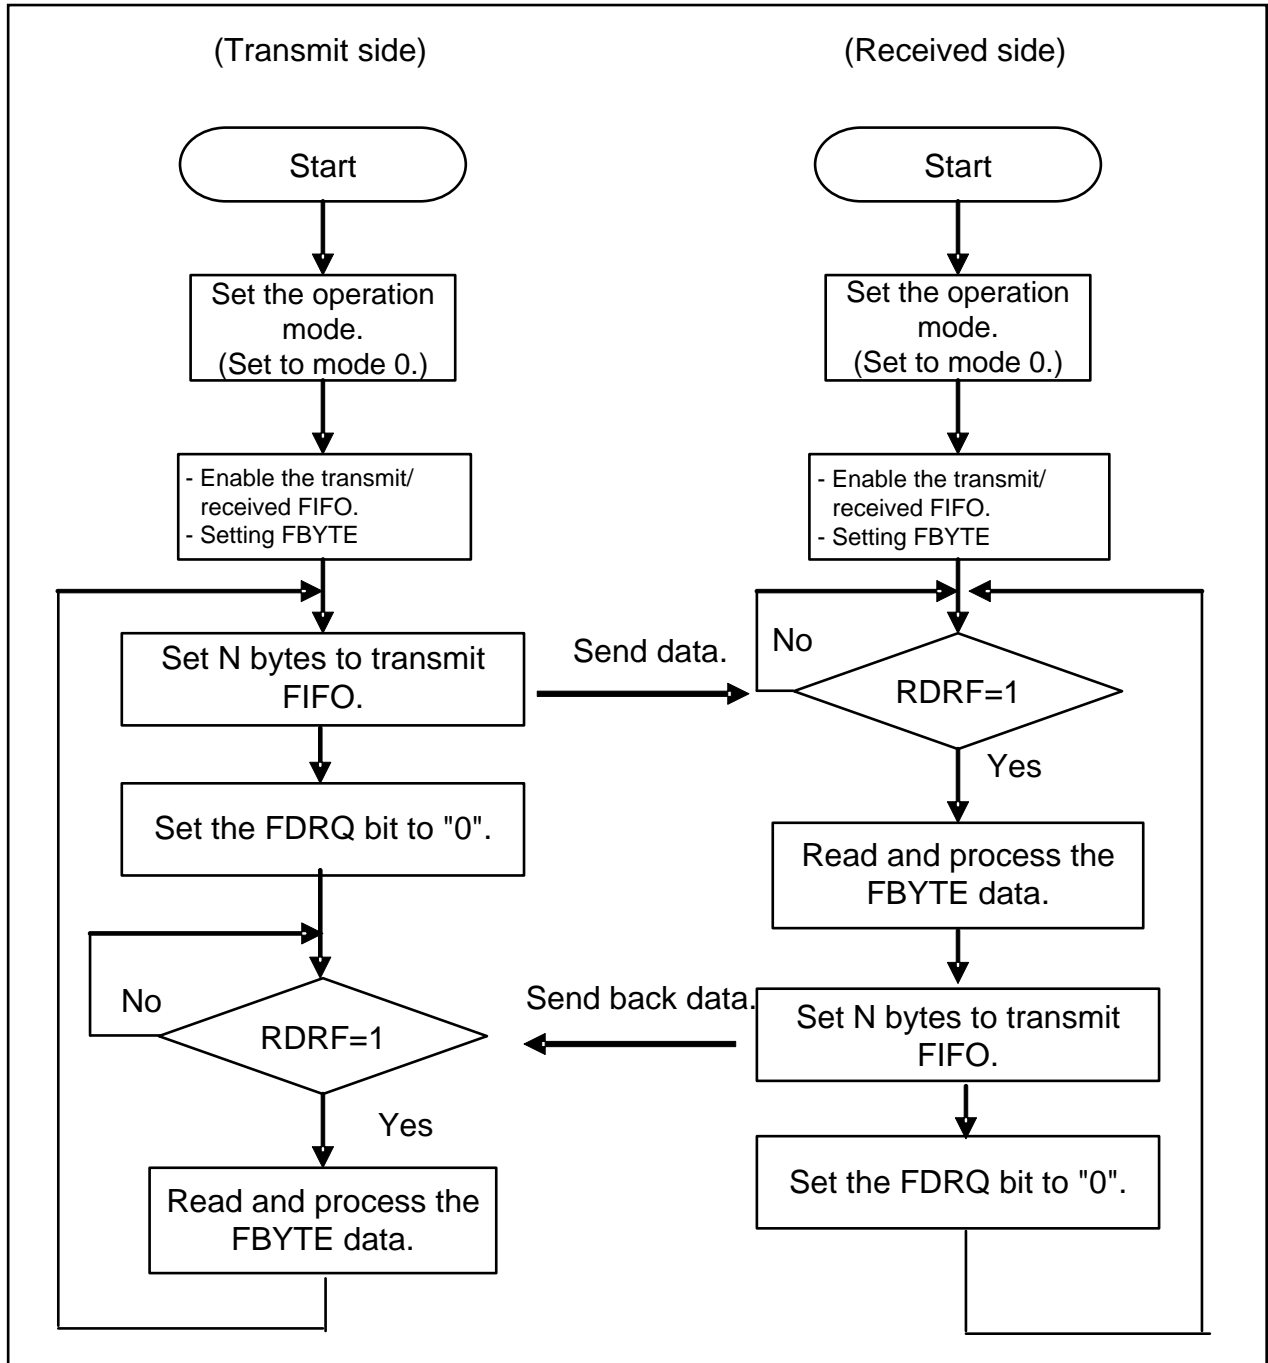 (Transmit side)
Start
Set the operation
mode.
(Set to mode 0.)
- Enable the transmit/
received FIFO.
- Setting FBYTE
Set N bytes to transmit
FIFO.
Send data.
Set the FDRQ bit to "0".
No
RDRF=1
Yes
Read and process the
FBYTE data.
(Received side)
Start
Set the operation
mode.
(Set to mode 0.)
- Enable the transmit/
received FIFO.
- Setting FBYTE
No
RDRF=1
Yes
Read and process the
FBYTE data.
Send back data.
Set N bytes to transmit
FIFO.
Set the FDRQ bit to "0".